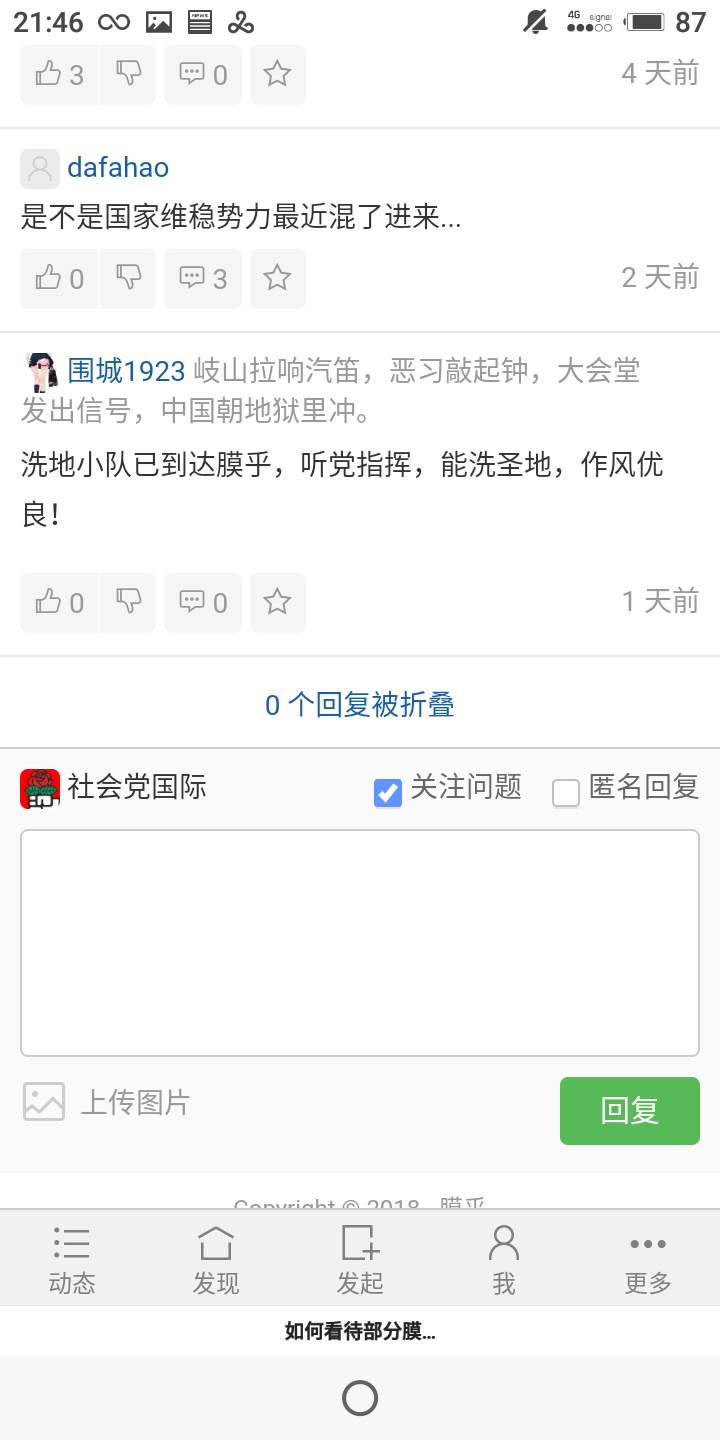 21:46 NEWS 4G signal 87
3 0 4 天前
dafahao
是不是国家维稳势力最近混了进来...
0 3 2 天前
围城1923 岐山拉响汽笛，恶习敲起钟，大会堂
发出信号，中国朝地狱里冲。
洗地小队已到达膜乎，听党指挥，能洗圣地，作风优
良！
0 0 1 天前
0 个回复被折叠
社会党国际 关注问题 匿名回复
上传图片 回复
Copyright © 2018 膜乎
动态 发现 发起 我 更多
如何看待部分膜...